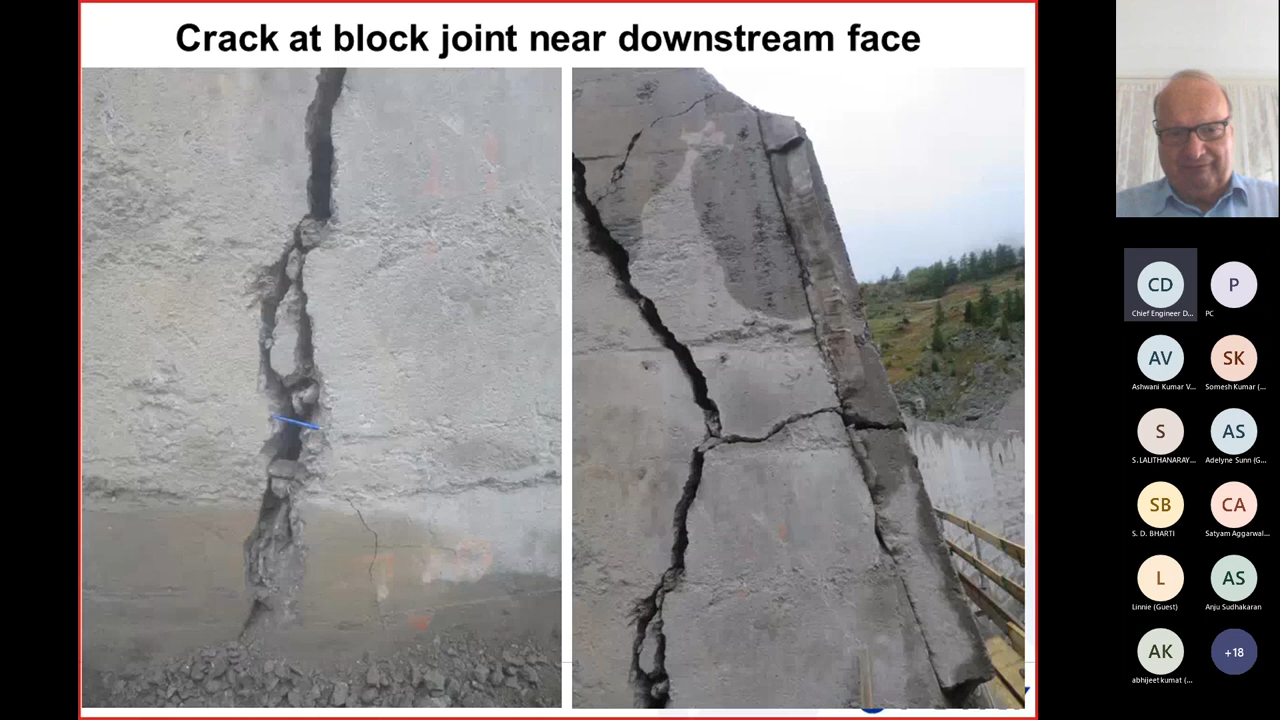 Crack at block joint near downstream face
CD
Chief Engineer D...
P
PC
AV
Ashwani Kumar V...
SK
Somesh Kumar (...
S
S. LALITHANARAY...
AS
Adelyne Sunn (G...
SB
S. D. BHARTI
CA
Satyam Aggarwal...
L
Linnie (Guest)
AS
Anju Sudhakaran
AK
abhijeet kumat (...
+18